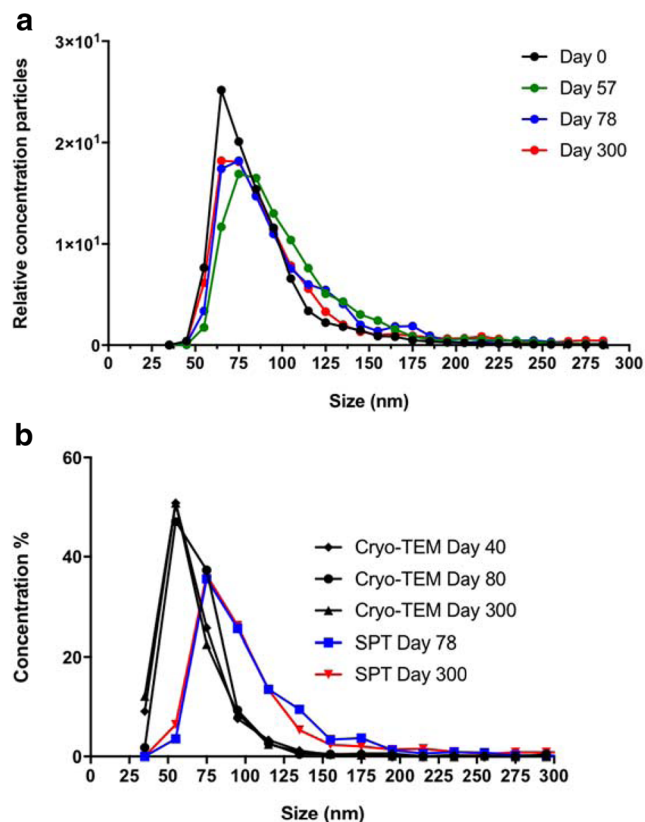 a
3×10¹
2×10¹
1×10¹
0
Relative concentration particles
Day 0
Day 57
Day 78
Day 300
0 25 50 75 100 125 150 175 200 225 250 275 300
Size (nm)
b
60
40
20
0
Concentration %
Cryo-TEM Day 40
Cryo-TEM Day 80
Cryo-TEM Day 300
SPT Day 78
SPT Day 300
0 25 50 75 100 125 150 175 200 225 250 275 300
Size (nm)